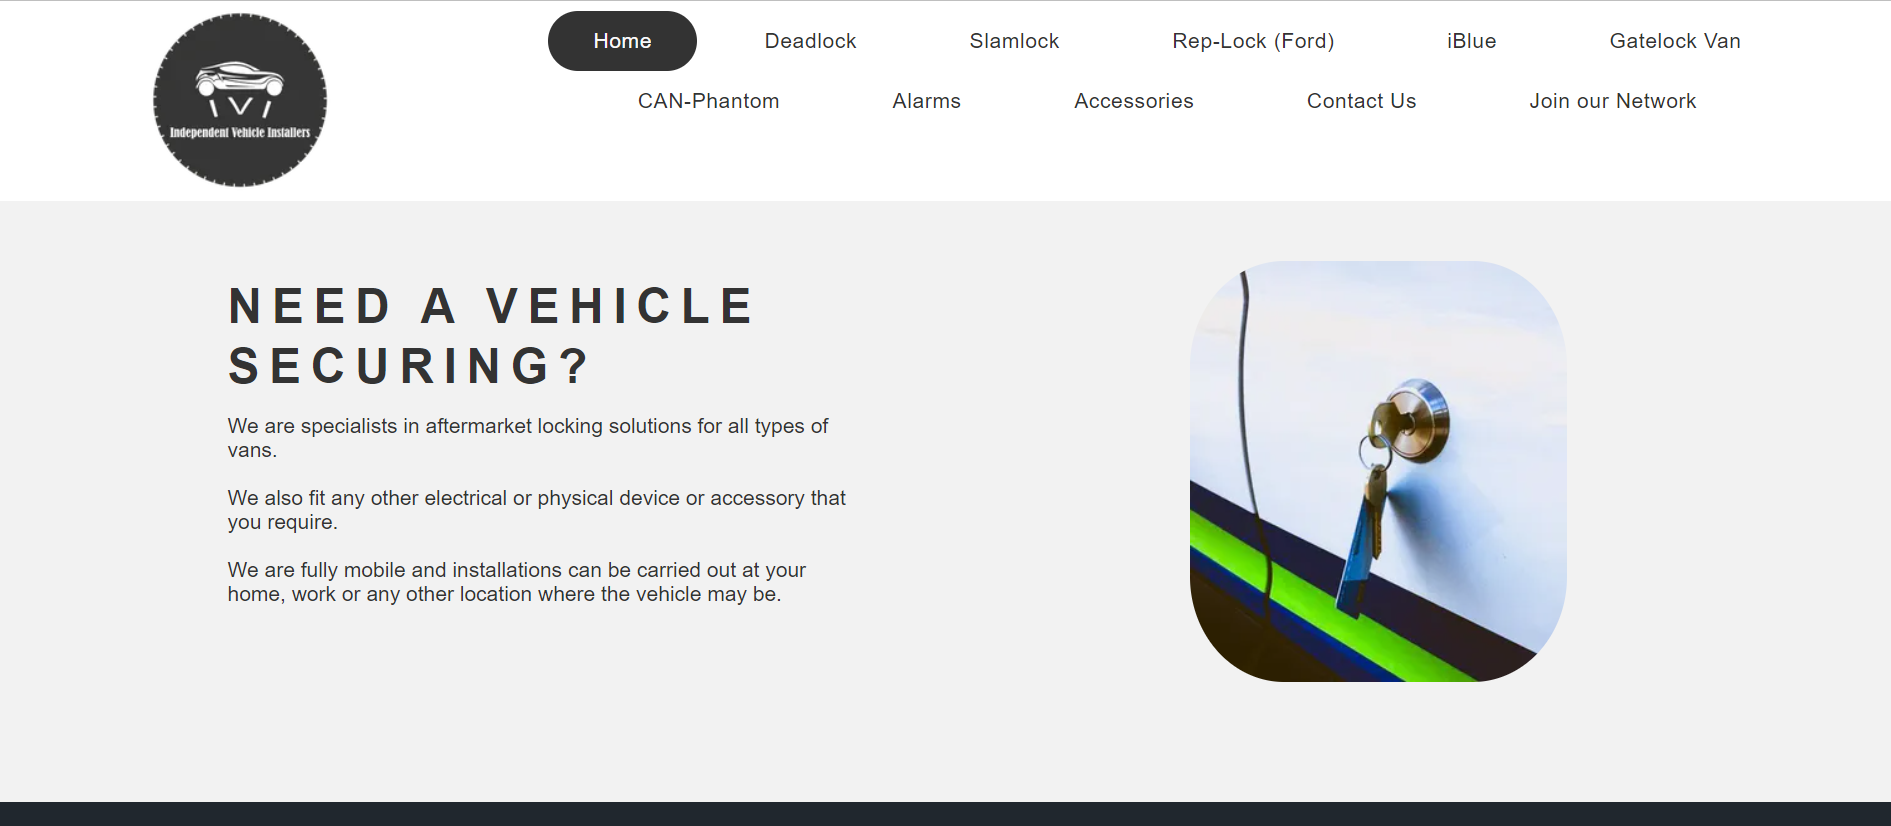 Home Deadlock Slamlock Rep-Lock (Ford) iBlue Gatelock Van
CAN-Phantom Alarms Accessories Contact Us Join our Network
IVI
Independent Vehicle Installers
NEED A VEHICLE
SECURING?
We are specialists in aftermarket locking solutions for all types of
vans.
We also fit any other electrical or physical device or accessory that
you require.
We are fully mobile and installations can be carried out at your
home, work or any other location where the vehicle may be.